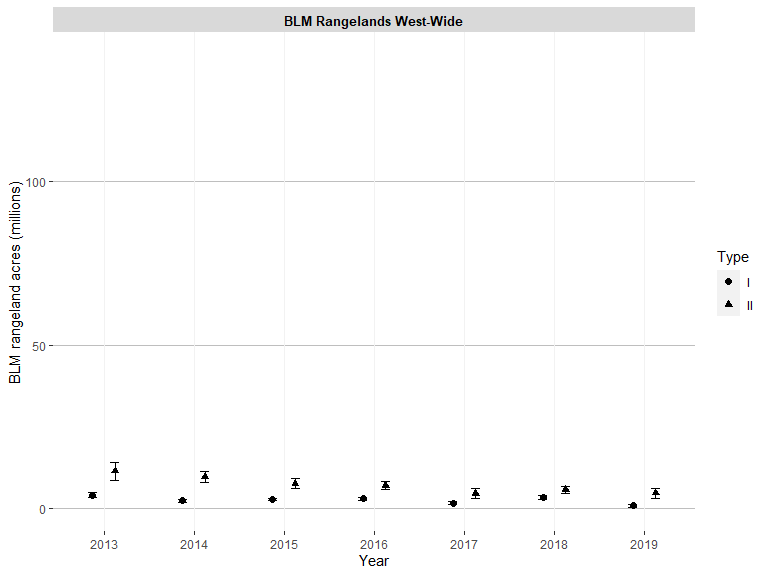 BLM Rangelands West-Wide
BLM rangeland acres (millions)
100
50
0
2013 2014 2015 2016 2017 2018 2019
Year
Type
I
II